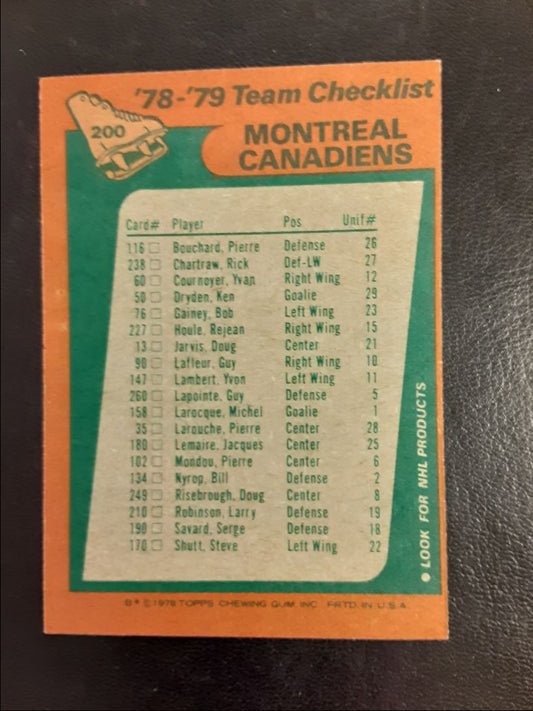 '78-'79 Team Checklist
200
MONTREAL
CANADIENS
Card# Player Pos Unif#
116 Bouchard, Pierre Defense 26
238 Chartraw, Rick Def-LW 27
60 Cournoyer, Yvan Right Wing 12
50 Dryden, Ken Goalie 29
76 Gainey, Bob Left Wing 23
227 Houle, Rejean Right Wing 15
13 Jarvis, Doug Center 21
90 Lafleur, Guy Right Wing 10
147 Lambert, Yvon Left Wing 11
260 Lapointe, Guy Defense 5
158 Larocque, Michel Goalie 1
35 Larouche, Pierre Center 28
180 Lemaire, Jacques Center 25
102 Mondou, Pierre Center 6
134 Nyrop, Bill Defense 2
249 Risebrough, Doug Center 8
210 Robinson, Larry Defense 19
190 Savard, Serge Defense 18
170 Shutt, Steve Left Wing 22
● LOOK FOR NHL PRODUCTS
B* © 1978 TOPPS CHEWING GUM, INC. PRTD. IN U.S.A.